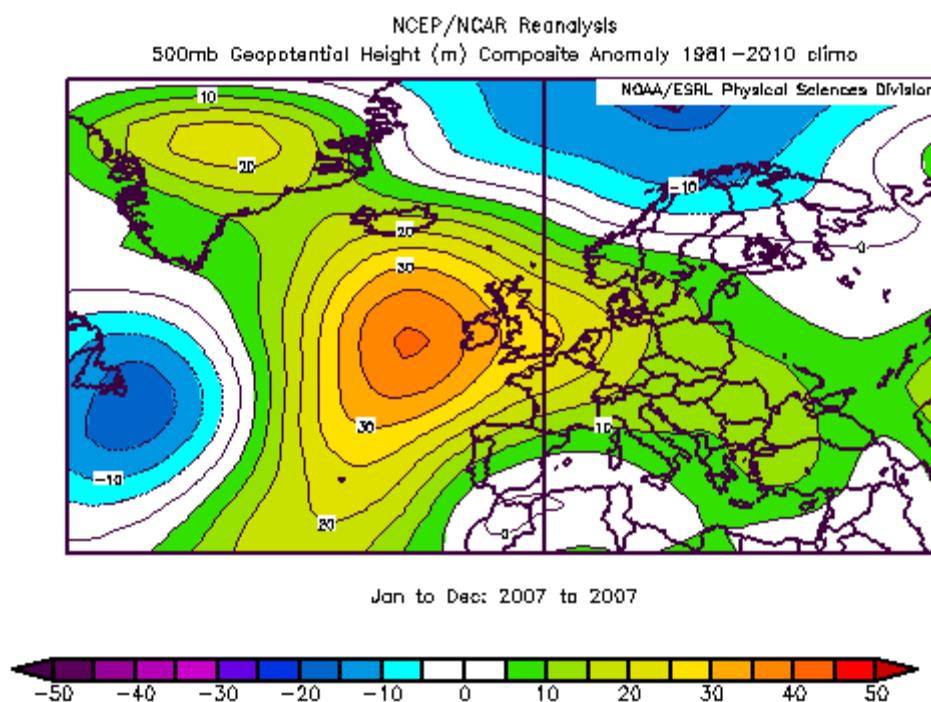 NCEP/NCAR Reanalysis
500mb Geopotential Height (m) Composite Anomaly 1981-2010 climo
NOAA/ESRL Physical Sciences Division
10
20
-10
20
0
30
30
10
-10
20
0
Jan to Dec: 2007 to 2007
-50 -40 -30 -20 -10 0 10 20 30 40 50